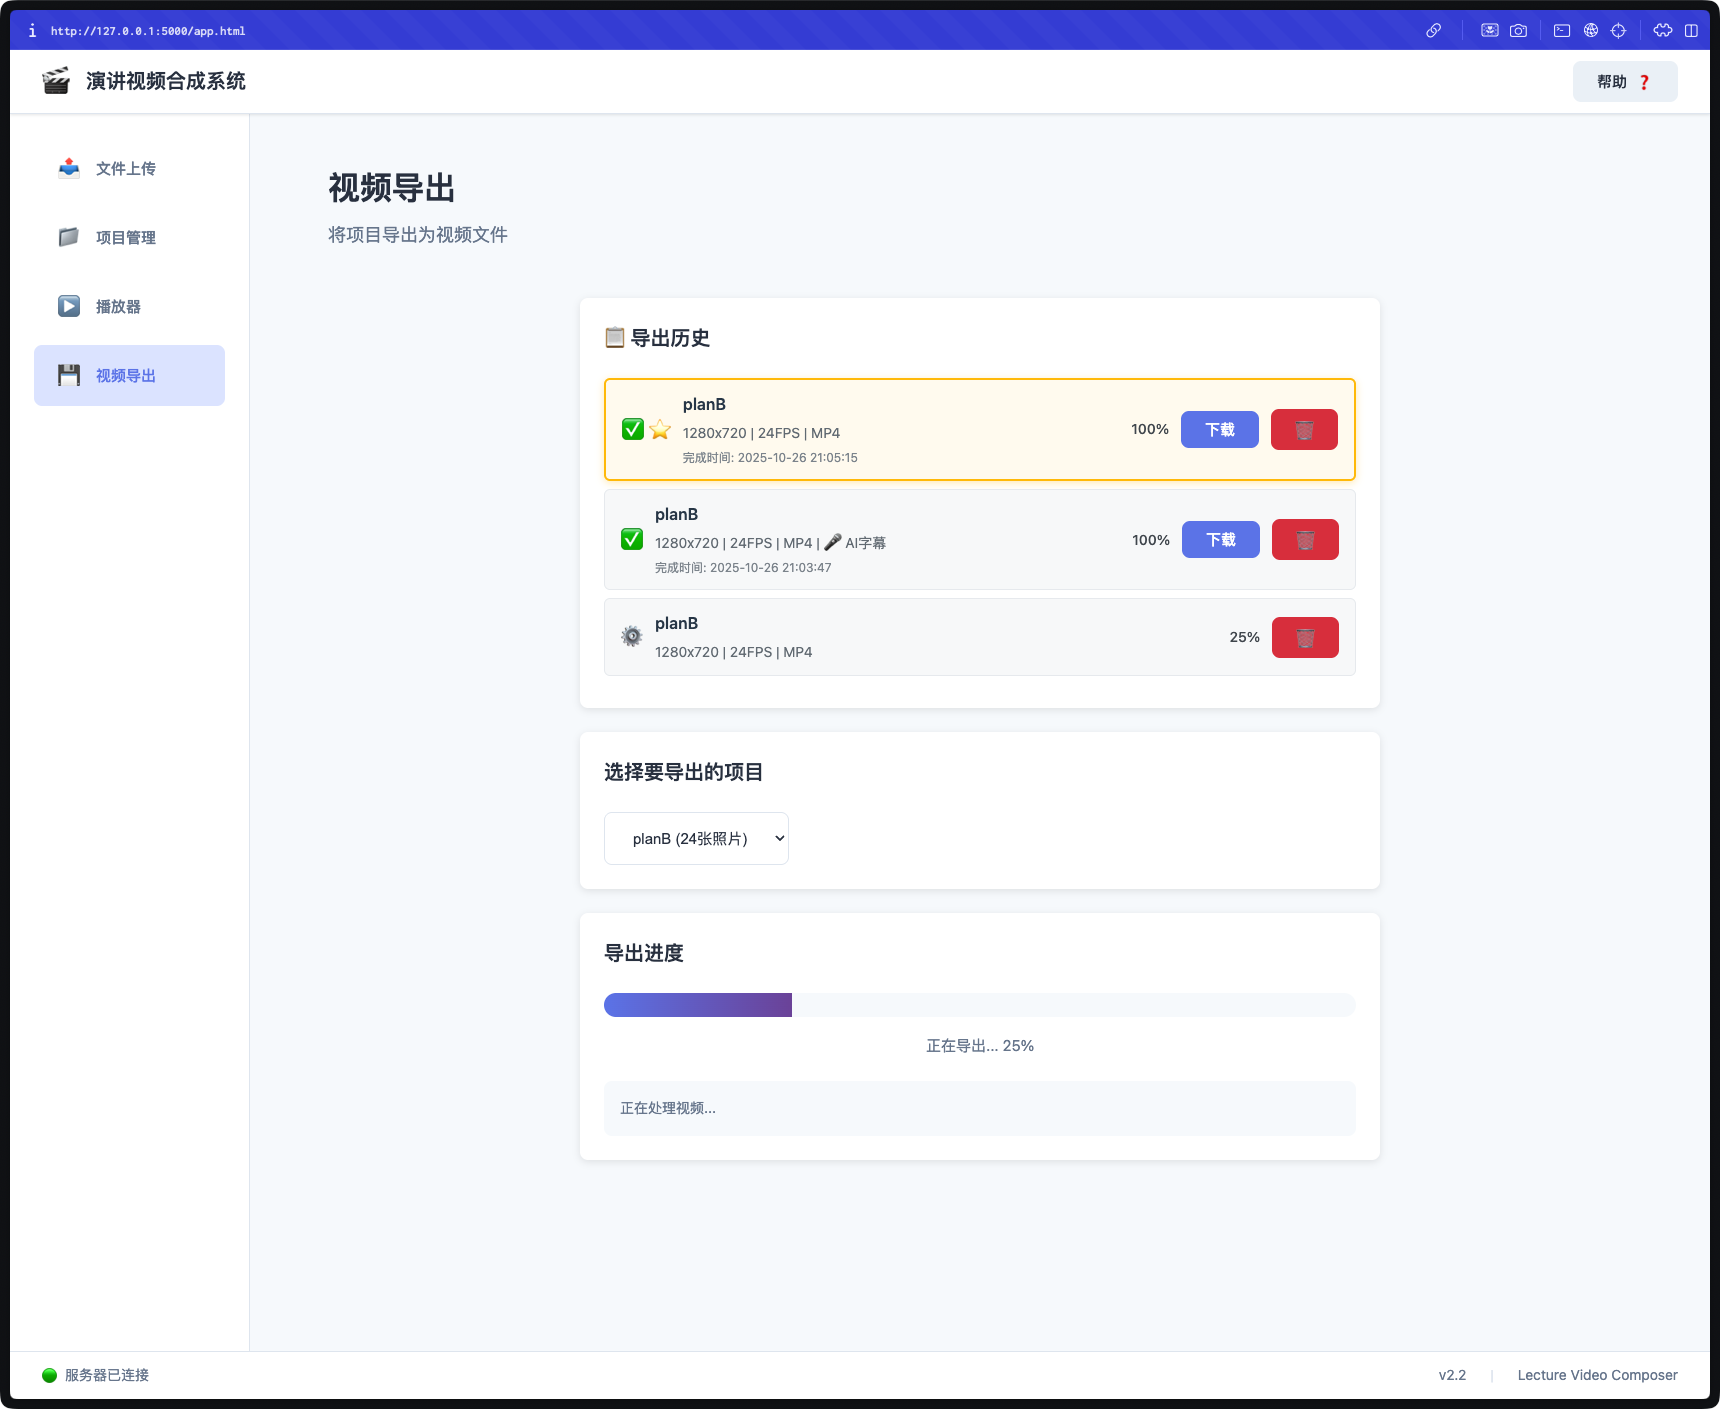 http://127.0.0.1:5000/app.html
演讲视频合成系统
帮助 ❓
文件上传
项目管理
播放器
视频导出
视频导出
将项目导出为视频文件
导出历史
planB
1280x720 | 24FPS | MP4
完成时间: 2025-10-26 21:05:15
100%
下载
planB
1280x720 | 24FPS | MP4 | 🎤 AI字幕
完成时间: 2025-10-26 21:03:47
100%
下载
planB
1280x720 | 24FPS | MP4
25%
选择要导出的项目
planB (24张照片)
导出进度
正在导出... 25%
正在处理视频...
服务器已连接
v2.2 | Lecture Video Composer